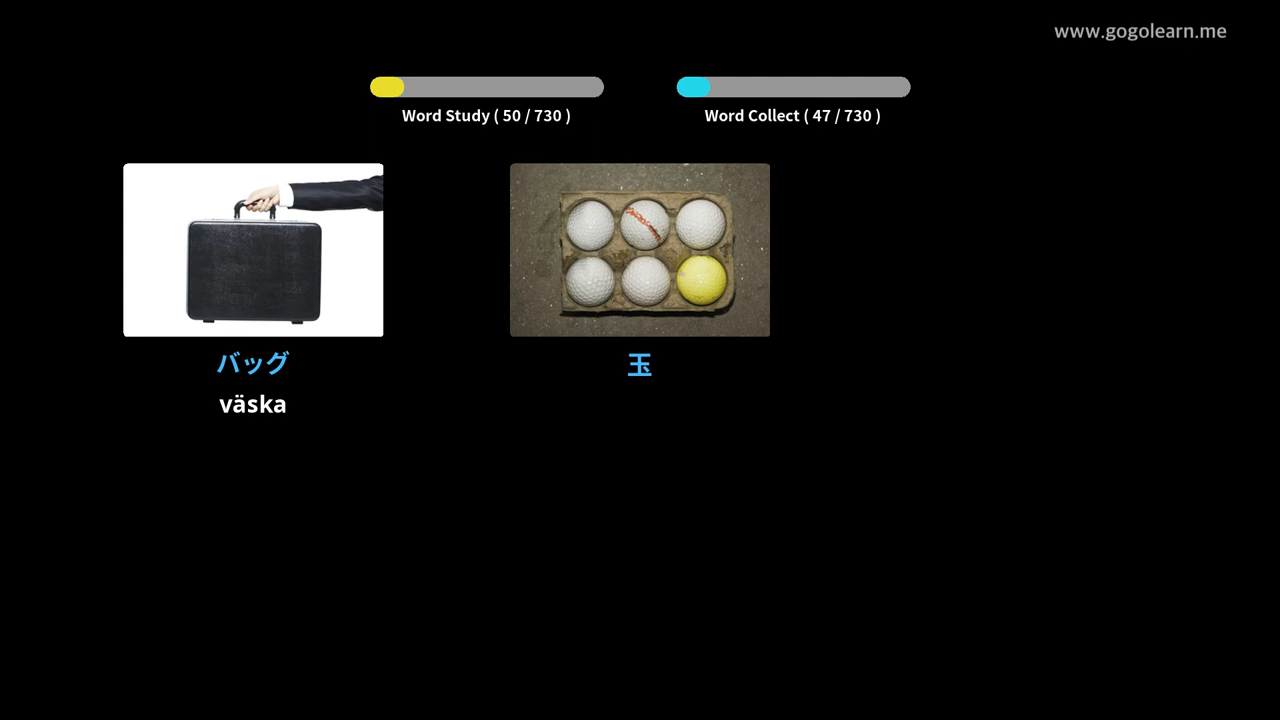 www.gogolearn.me
Word Study ( 50 / 730 )
Word Collect ( 47 / 730 )
バッグ
väska
玉